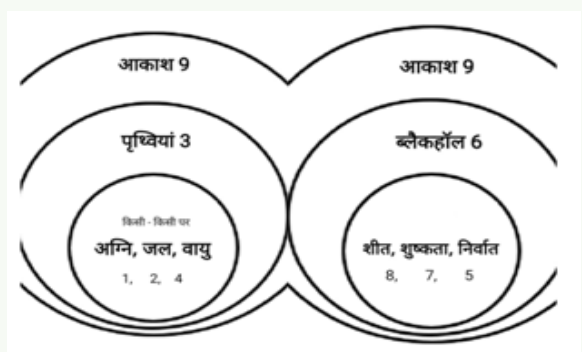 आकाश 9
पृथ्वियां 3
किसी - किसी पर
अग्नि, जल, वायु
1, 2, 4
आकाश 9
ब्लैकहॉल 6
शीत, शुष्कता, निर्वात
8, 7, 5